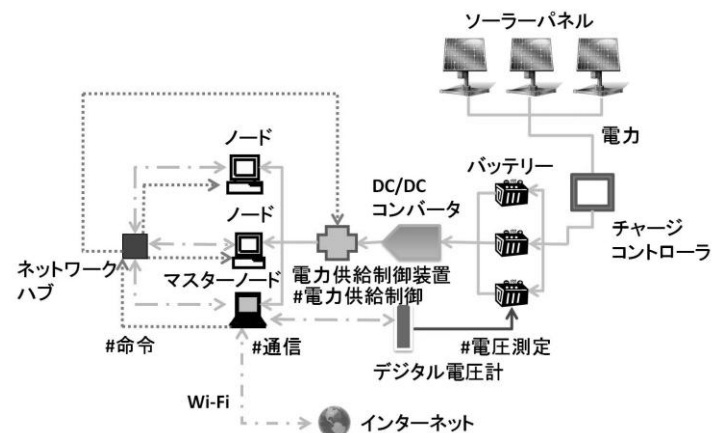 ソーラーパネル
電力
ノード
バッテリー
DC/DC
コンバータ
チャージ
コントローラ
ノード
ネットワーク
ハブ
マスターノード
電力供給制御装置
#電力供給制御
#命令
#通信
#電圧測定
デジタル電圧計
Wi-Fi
インターネット